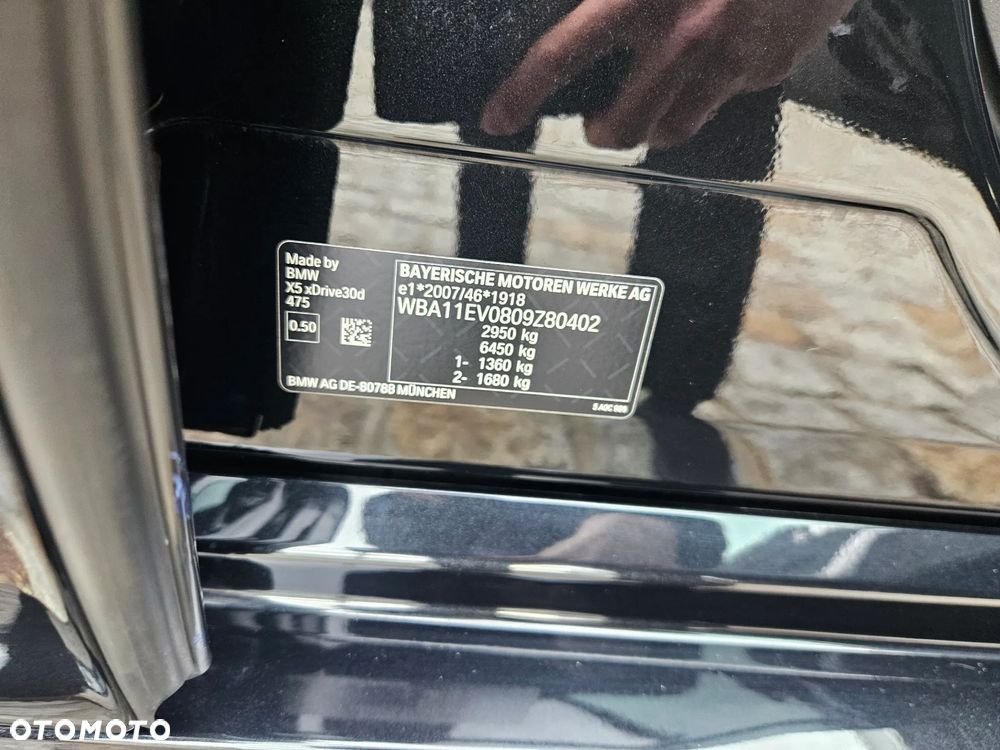 Made by
BMW
X5 xDrive30d
475
0.50
BAYERISCHE MOTOREN WERKE AG
e1*2007/46*1918
WBA11EV0809Z80402
2950 kg
6450 kg
1- 1360 kg
2- 1680 kg
BMW AG DE-80788 MÜNCHEN
OTOMOTO